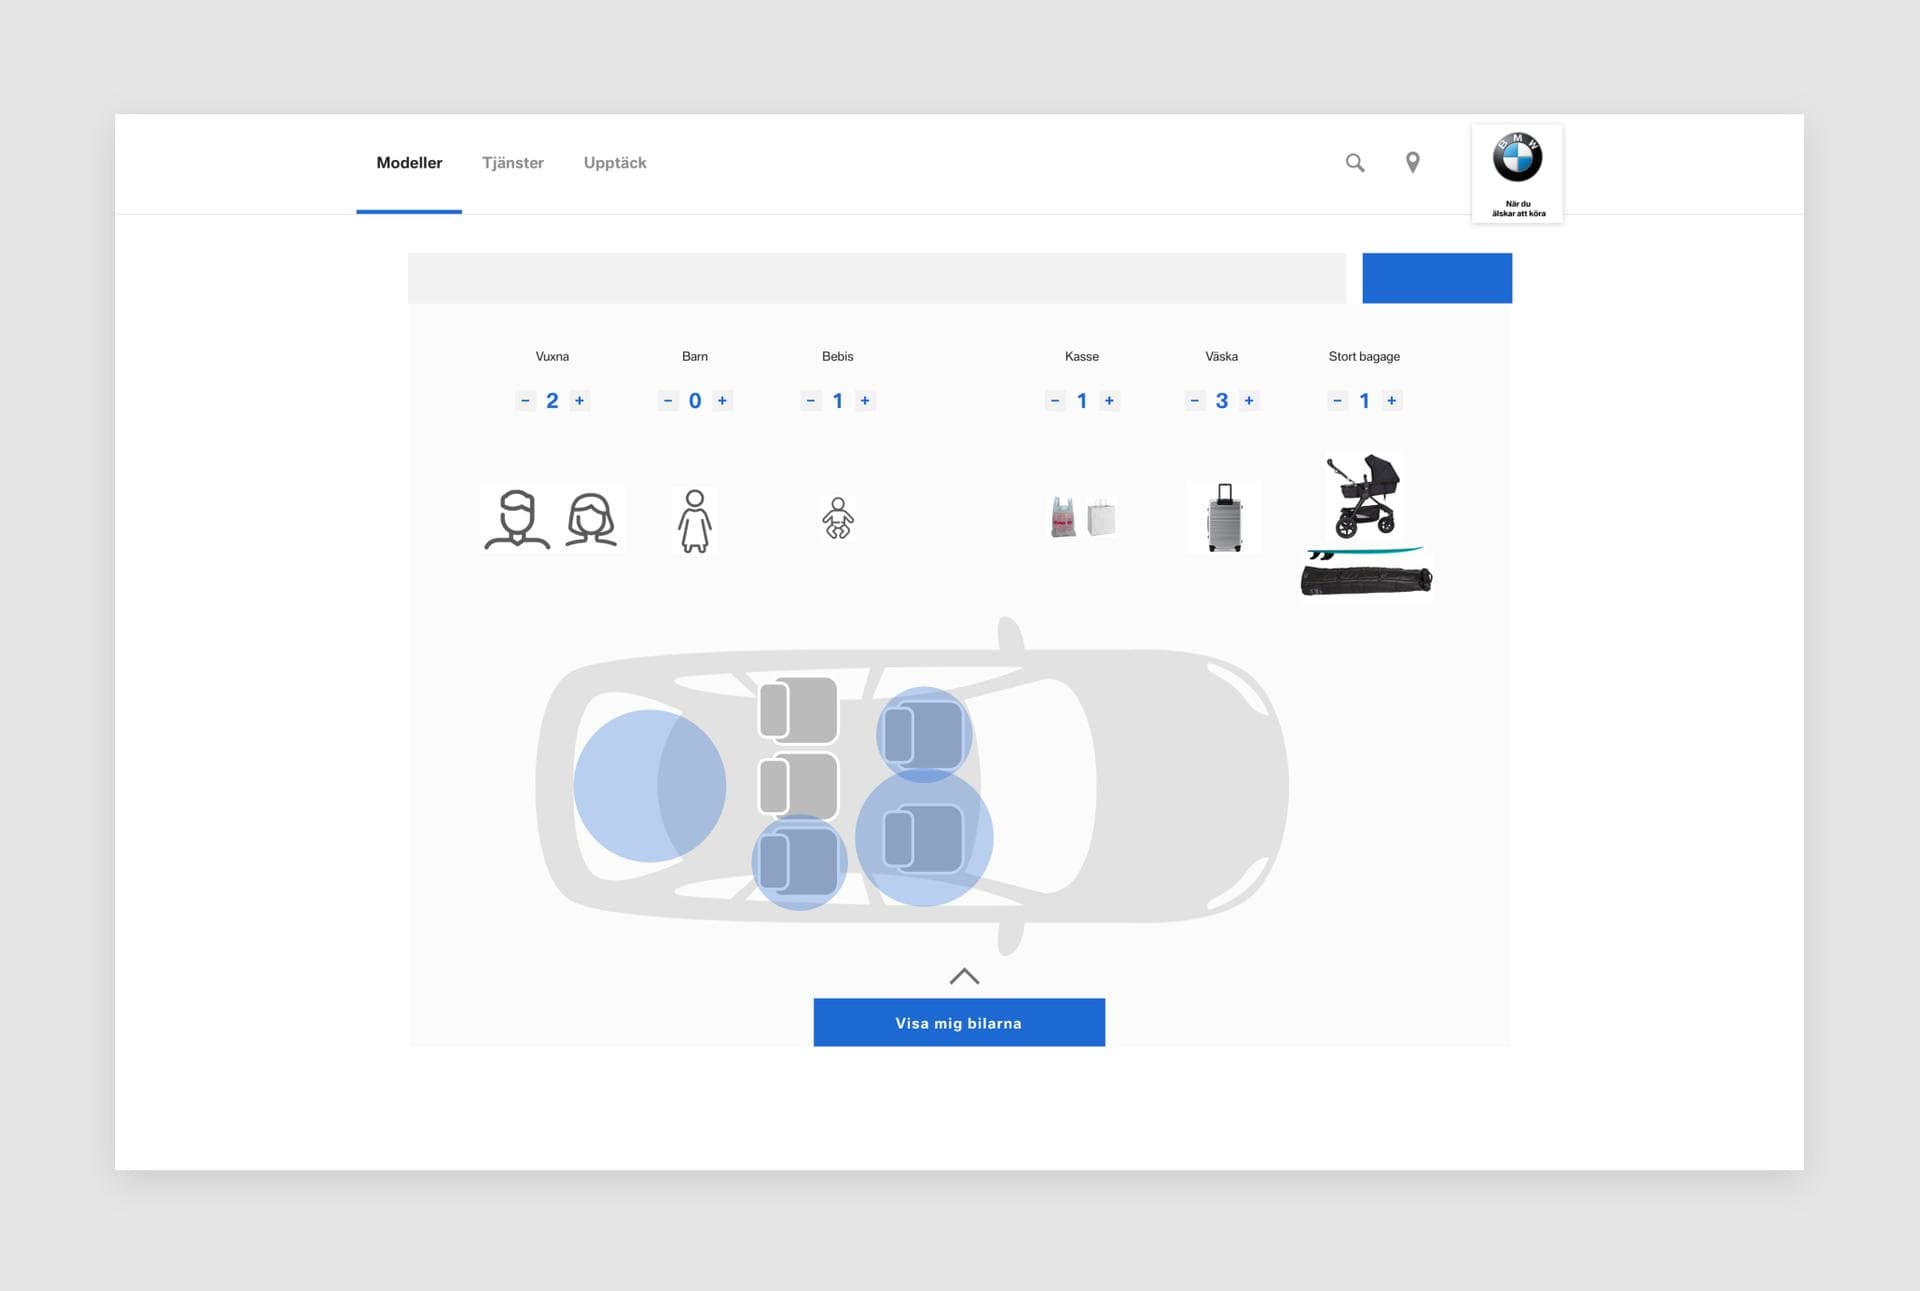 Modeller Tjänster Upptäck
BMW
När du
älskar att köra
Vuxna Barn Bebis Kasse Väska Stort bagage
- 2 + - 0 + - 1 + - 1 + - 3 + - 1 +
Visa mig bilarna